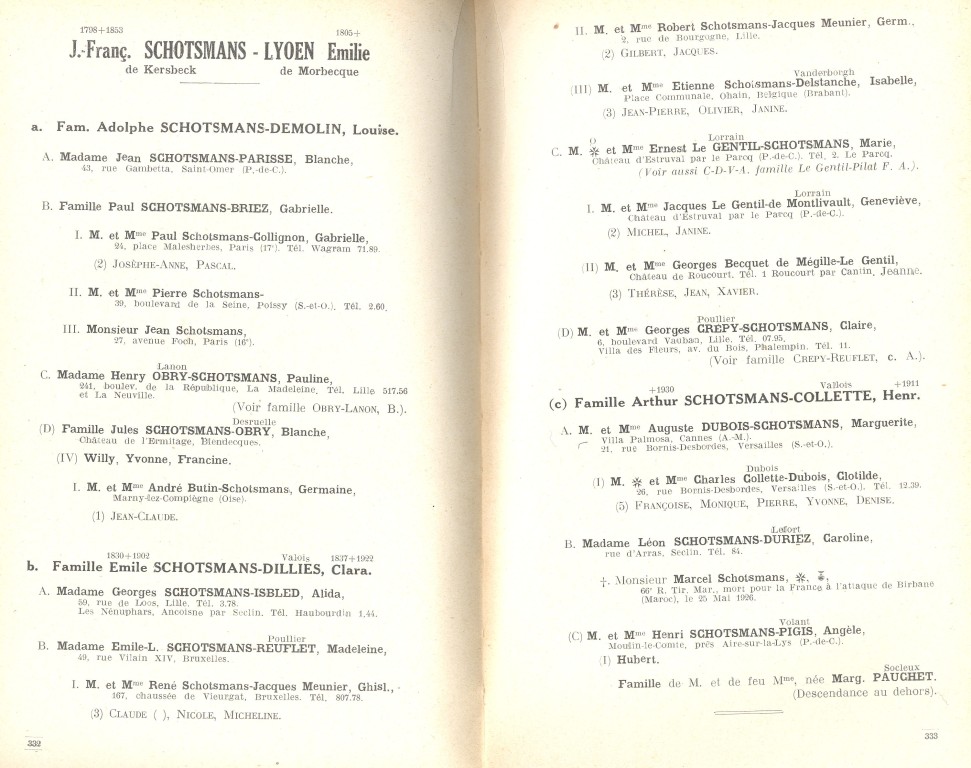 1798+1853 1805+
J.-Franç. SCHOTSMANS - LYOEN Emilie
de Kersbeck de Morbecque
a. Fam. Adolphe SCHOTSMANS-DEMOLIN, Louise.
A. Madame Jean SCHOTSMANS-PARISSE, Blanche,
43, rue Gambetta, Saint-Omer (P.-de-C.).
B. Famille Paul SCHOTSMANS-BRIEZ, Gabrielle.
I. M. et Mme Paul Schotsmans-Collignon, Gabrielle,
24, place Malesherbes, Paris (17e). Tél. Wagram 71.89.
(2) JOSÈPHE-ANNE, PASCAL.
II. M. et Mme Pierre Schotsmans-
39, boulevard de la Seine, Poissy (S.-et-O.). Tél. 2.60.
III. Monsieur Jean Schotsmans,
27, avenue Foch, Paris (16e).
Lanon
C. Madame Henry OBRY-SCHOTSMANS, Pauline,
241, boulev. de la République, La Madeleine. Tél. Lille 517.56
et La Neuville.
(Voir famille OBRY-LANON, B.).
Desruelle
(D) Famille Jules SCHOTSMANS-OBRY, Blanche,
Château de l'Ermitage, Blendecques.
(IV) Willy, Yvonne, Francine.
I. M. et Mme André Butin-Schotsmans, Germaine,
Marny-lez-Compiègne (Oise).
(1) JEAN-CLAUDE.
1830+1902 Valois 1837+1922
b. Famille Emile SCHOTSMANS-DILLIES, Clara.
A. Madame Georges SCHOTSMANS-ISBLED, Alida,
59, rue de Loos, Lille. Tél. 3.78.
Les Nénuphars, Ancoisne par Seclin. Tél. Haubourdin 1.44.
Poullier
B. Madame Emile-L. SCHOTSMANS-REUFLET, Madeleine,
49, rue Vilain XIV, Bruxelles.
I. M. et Mme René Schotsmans-Jacques Meunier, Ghisl.,
167, chaussée de Vleurgat, Bruxelles. Tél. 807.78.
(3) CLAUDE ( ), NICOLE, MICHELINE.
332
II. M. et Mme Robert Schotsmans-Jacques Meunier, Germ.,
2, rue de Bourgogne, Lille.
(2) GILBERT, JACQUES.
Vanderborgh
(III) M. et Mme Etienne Schotsmans-Delstanche, Isabelle,
Place Communale, Ohain, Belgique (Brabant).
(3) JEAN-PIERRE, OLIVIER, JANINE.
O Lorrain
C. M. ※ et Mme Ernest Le GENTIL-SCHOTSMANS, Marie,
Château d'Estruval par le Parcq (P.-de-C.). Tél. 2. Le Parcq.
(Voir aussi C-D-V-A. famille Le Gentil-Pilat F. A.).
Lorrain
I. M. et Mme Jacques Le Gentil-de Montlivault, Geneviève,
Château d'Estruval par le Parcq (P.-de-C.).
(2) MICHEL, JANINE.
(II) M. et Mme Georges Becquet de Mégille-Le Gentil,
Château de Roucourt. Tél. 1 Roucourt par Cantin, Jeanne.
(3) THÉRÈSE, JEAN, XAVIER.
Poullier
(D) M. et Mme Georges CREPY-SCHOTSMANS, Claire,
6, boulevard Vauban, Lille. Tél. 07.95.
Villa des Fleurs, av. du Bois, Phalempin. Tél. 11.
(Voir famille CREPY-REUFLET, c. A.).
+1930 Vallois +1911
(c) Famille Arthur SCHOTSMANS-COLLETTE, Henr.
A. M. et Mme Auguste DUBOIS-SCHOTSMANS, Marguerite,
Villa Palmosa, Cannes (A.-M.).
21, rue Bornis-Desbordes, Versailles (S.-et-O.).
Dubois
(I) M. ※ et Mme Charles Collette-Dubois, Clotilde,
26, rue Bornis-Desbordes, Versailles (S.-et-O.). Tél. 12.39.
(5) FRANÇOISE, MONIQUE, PIERRE, YVONNE, DENISE.
Lefort
B. Madame Léon SCHOTSMANS-DURIEZ, Caroline,
rue d'Arras, Seclin. Tél. 84.
†. Monsieur Marcel Schotsmans, ※, ,
66e R. Tir. Mar., mort pour la France à l'attaque de Birbane
(Maroc), le 25 Mai 1926.
Volant
(C) M. et Mme Henri SCHOTSMANS-PIGIS, Angèle,
Moulin-le-Comte, près Aire-sur-la-Lys (P.-de-C.).
(I) Hubert.
Socieux
Famille de M. et de feu Mme, née Marg. PAUCHET.
(Descendance au dehors).
333